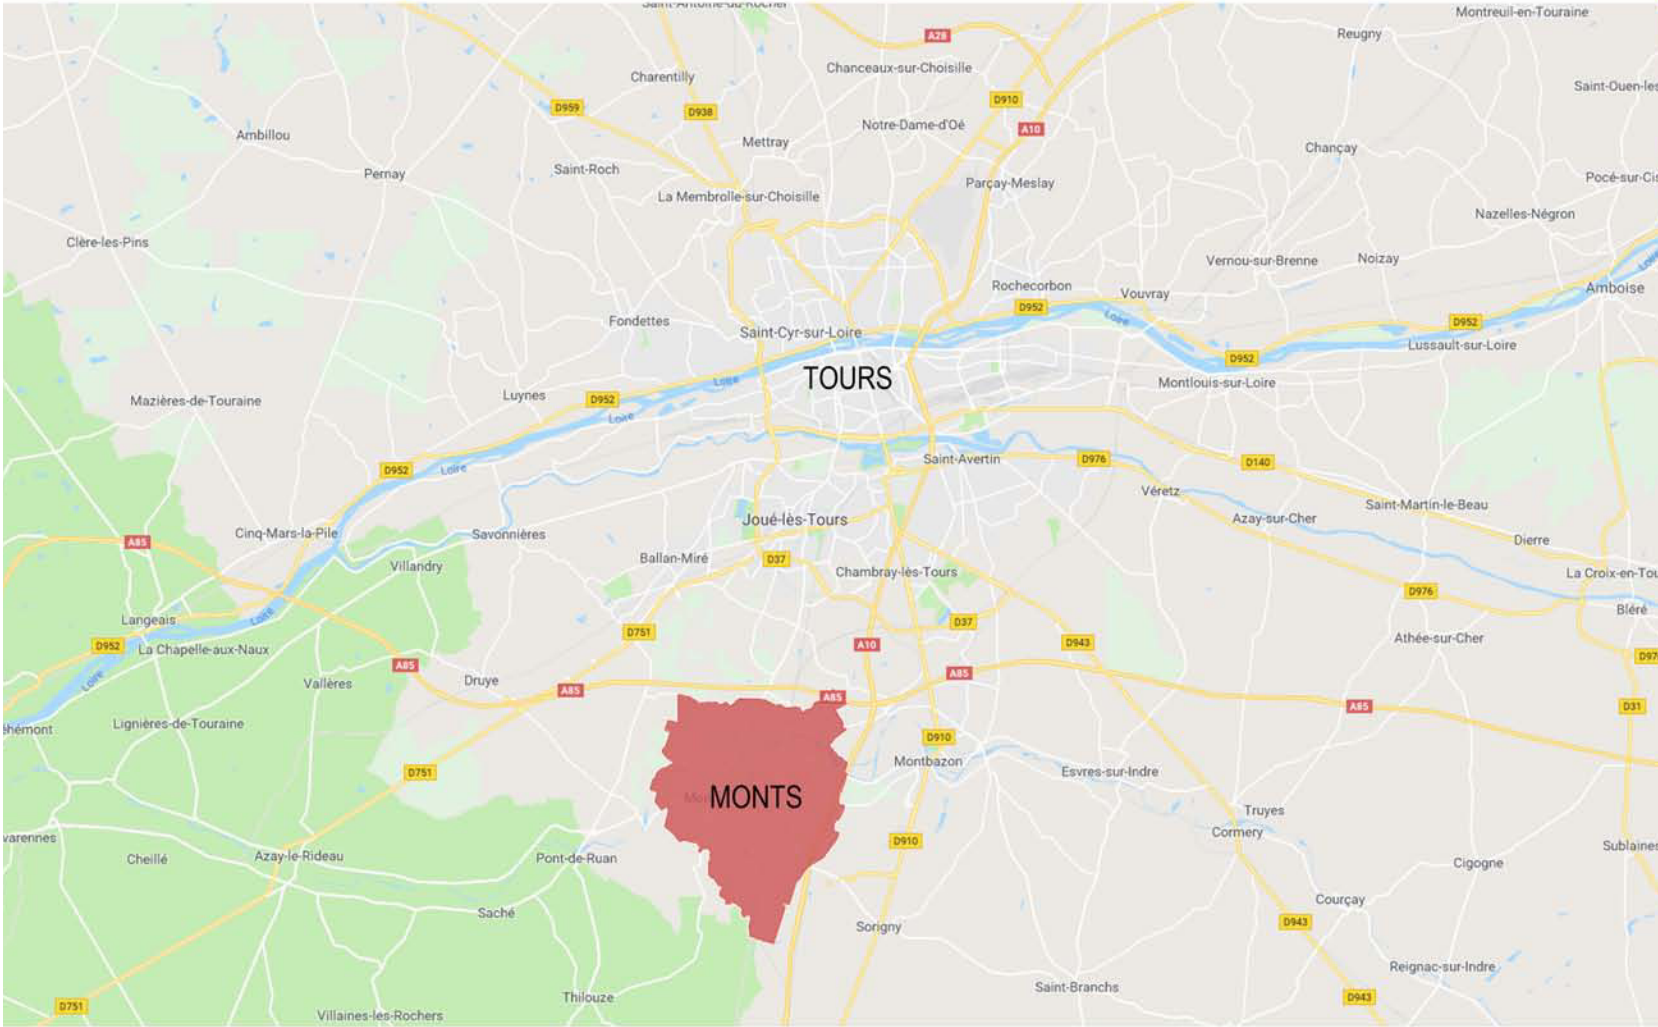 Montreuil-en-Touraine
Reugny
A28
Chanceaux-sur-Choisille
Charentilly
Saint-Ouen-les
D959
D938
D910
Ambillou
Notre-Dame-d'Oé
A10
Mettray
Chançay
Pernay
Saint-Roch
Parçay-Meslay
Pocé-sur-Cis
La Membrolle-sur-Choisille
Nazelles-Négron
Clère-les-Pins
Vernou-sur-Brenne
Noizay
Loire
Rochecorbon
Vouvray
Amboise
D952
Fondettes
Loire
D952
Saint-Cyr-sur-Loire
Lussault-sur-Loire
D952
TOURS
Loire
Montlouis-sur-Loire
Luynes
D952
Mazières-de-Touraine
Loire
Saint-Avertin
D976
D140
D952
Loire
Véretz
Saint-Martin-le-Beau
Joué-lès-Tours
Azay-sur-Cher
Cinq-Mars-la-Pile
Savonnières
A85
Dierre
Ballan-Miré
D37
Villandry
Chambray-lès-Tours
La Croix-en-Tou
D976
Bléré
Langeais
Loire
D37
D751
Athée-sur-Cher
D952
La Chapelle-aux-Naux
A10
D943
D97
A85
Loire
Vallères
Druye
A85
A85
A85
A85
D31
Lignières-de-Touraine
éhémont
D910
Montbazon
D751
Esvres-sur-Indre
MONTS
Truyes
Cormery
varennes
D910
Sublaines
Cheillé
Azay-le-Rideau
Pont-de-Ruan
Cigogne
Courçay
Saché
Sorigny
D943
Reignac-sur-Indre
Saint-Branchs
D751
Thilouze
D943
Villaines-les-Rochers